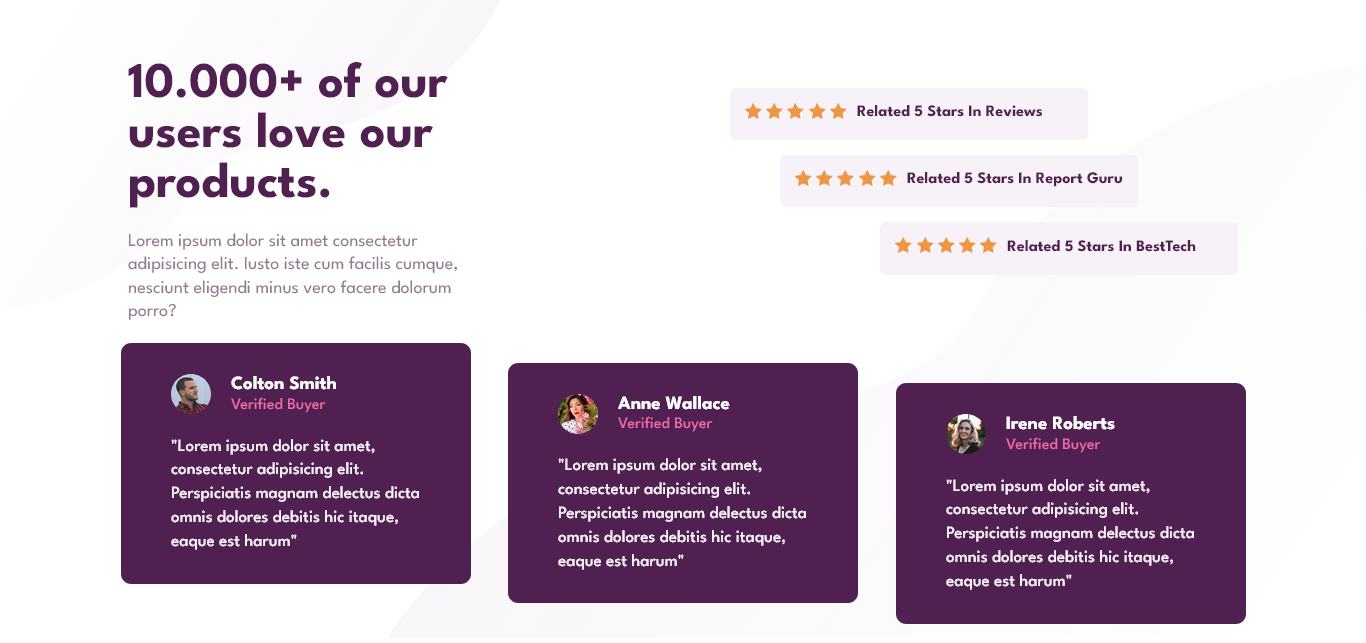 10.000+ of our
users love our
products.
Lorem ipsum dolor sit amet consectetur
adipisicing elit. Iusto iste cum facilis cumque,
nesciunt eligendi minus vero facere dolorum
porro?
Related 5 Stars In Reviews
Related 5 Stars In Report Guru
Related 5 Stars In BestTech
Colton Smith
Verified Buyer
"Lorem ipsum dolor sit amet,
consectetur adipisicing elit.
Perspiciatis magnam delectus dicta
omnis dolores debitis hic itaque,
eaque est harum"
Anne Wallace
Verified Buyer
"Lorem ipsum dolor sit amet,
consectetur adipisicing elit.
Perspiciatis magnam delectus dicta
omnis dolores debitis hic itaque,
eaque est harum"
Irene Roberts
Verified Buyer
"Lorem ipsum dolor sit amet,
consectetur adipisicing elit.
Perspiciatis magnam delectus dicta
omnis dolores debitis hic itaque,
eaque est harum"